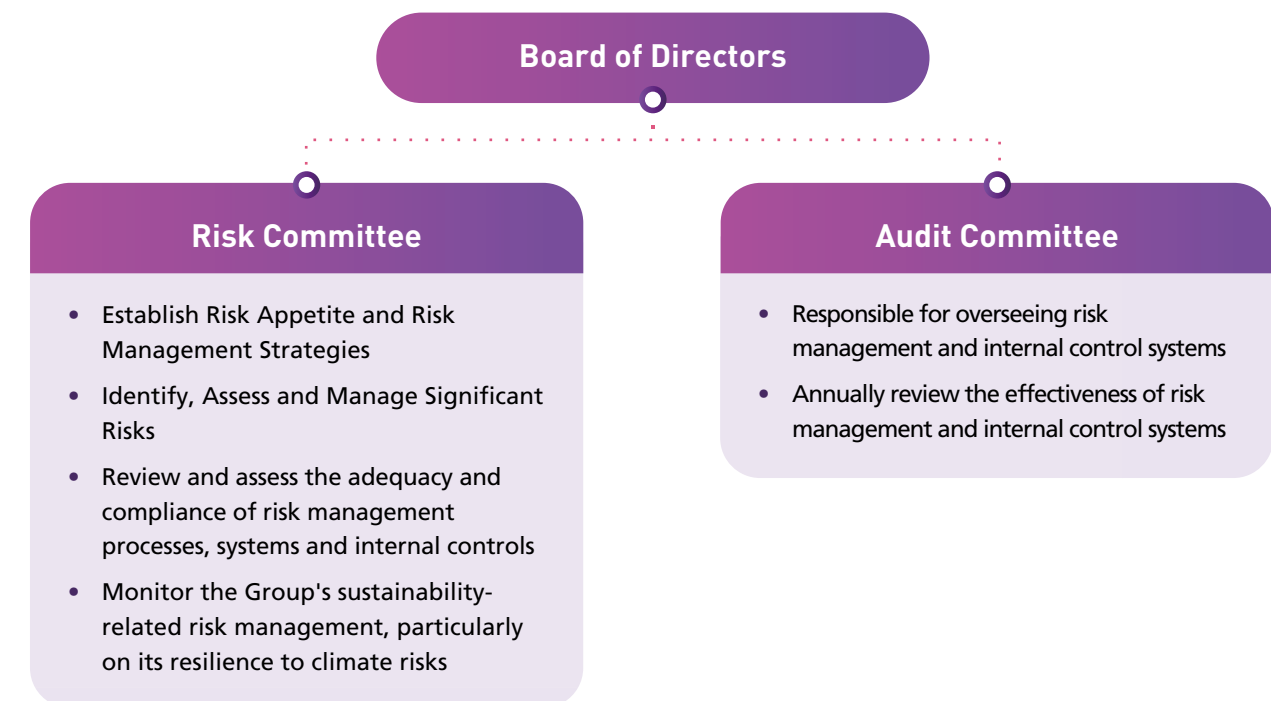 Board of Directors
Risk Committee
• Establish Risk Appetite and Risk
Management Strategies
• Identify, Assess and Manage Significant
Risks
• Review and assess the adequacy and
compliance of risk management
processes, systems and internal controls
• Monitor the Group's sustainability-
related risk management, particularly
on its resilience to climate risks
Audit Committee
• Responsible for overseeing risk
management and internal control systems
• Annually review the effectiveness of risk
management and internal control systems